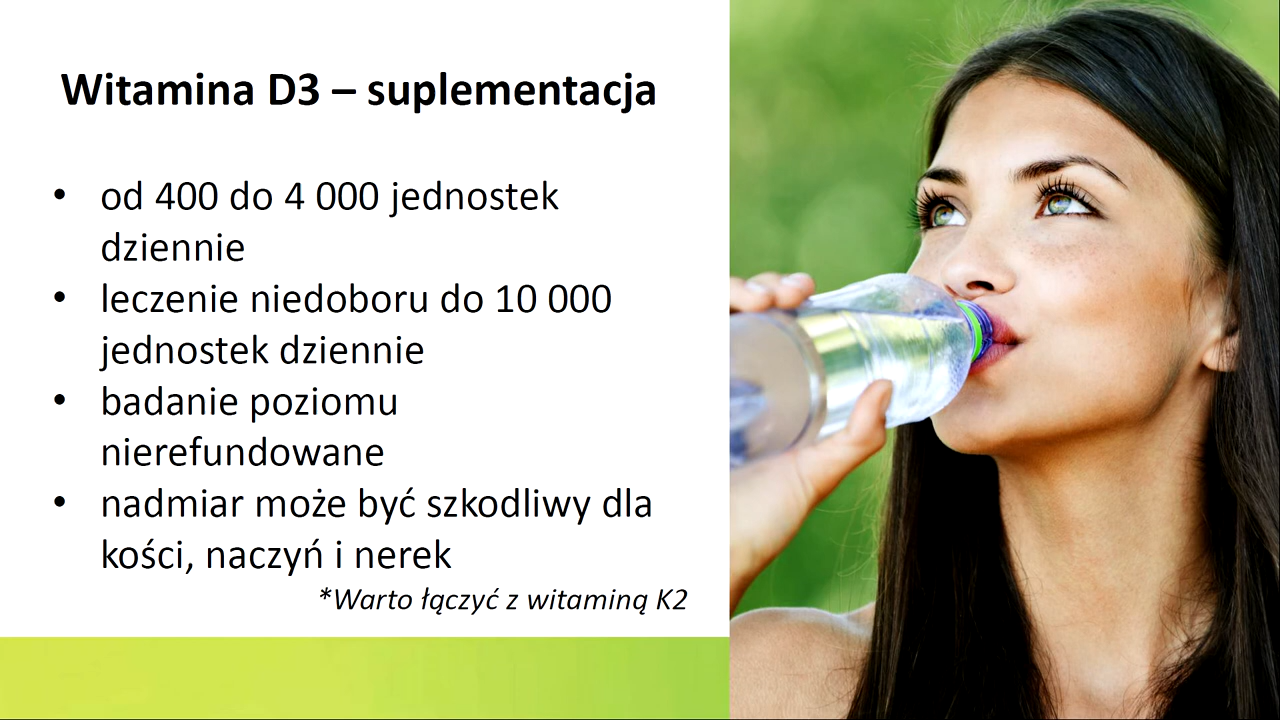 Witamina D3 – suplementacja
• od 400 do 4 000 jednostek
dziennie
• leczenie niedoboru do 10 000
jednostek dziennie
• badanie poziomu
nierefundowane
• nadmiar może być szkodliwy dla
kości, naczyń i nerek
*Warto łączyć z witaminą K2